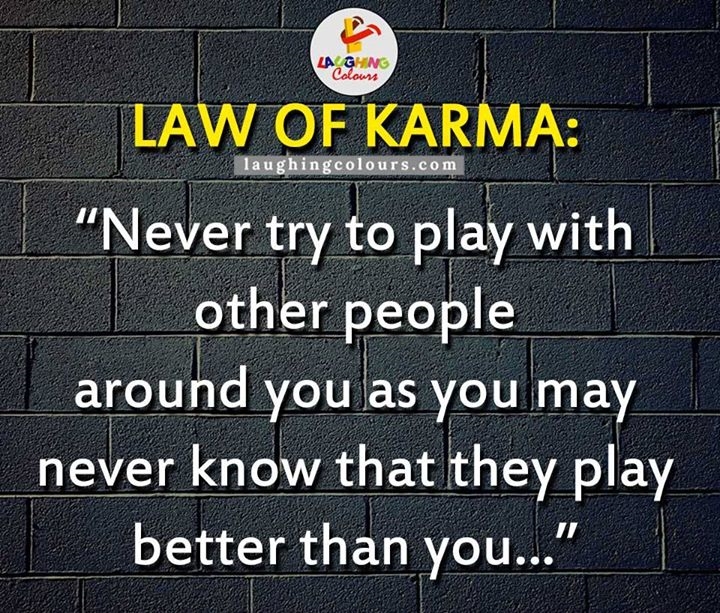 LAUGHING
Colours
LAW OF KARMA:
laughingcolours.com
“Never try to play with
other people
around you as you may
never know that they play
better than you...”